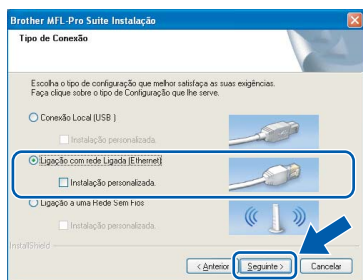 Brother MFL-Pro Suite Instalação
Tipo de Conexão
Escolha o tipo de configuração que melhor satisfaça as suas exigências.
Faça clique sobre o tipo de Configuração que lhe serve.
Conexão Local (USB )
Instalação personalizada.
Ligação com rede Ligada (Ethernet)
Instalação personalizada.
Ligação a uma Rede Sem Fios
Instalação personalizada.
InstallShield
< Anterior Seguinte > Cancelar